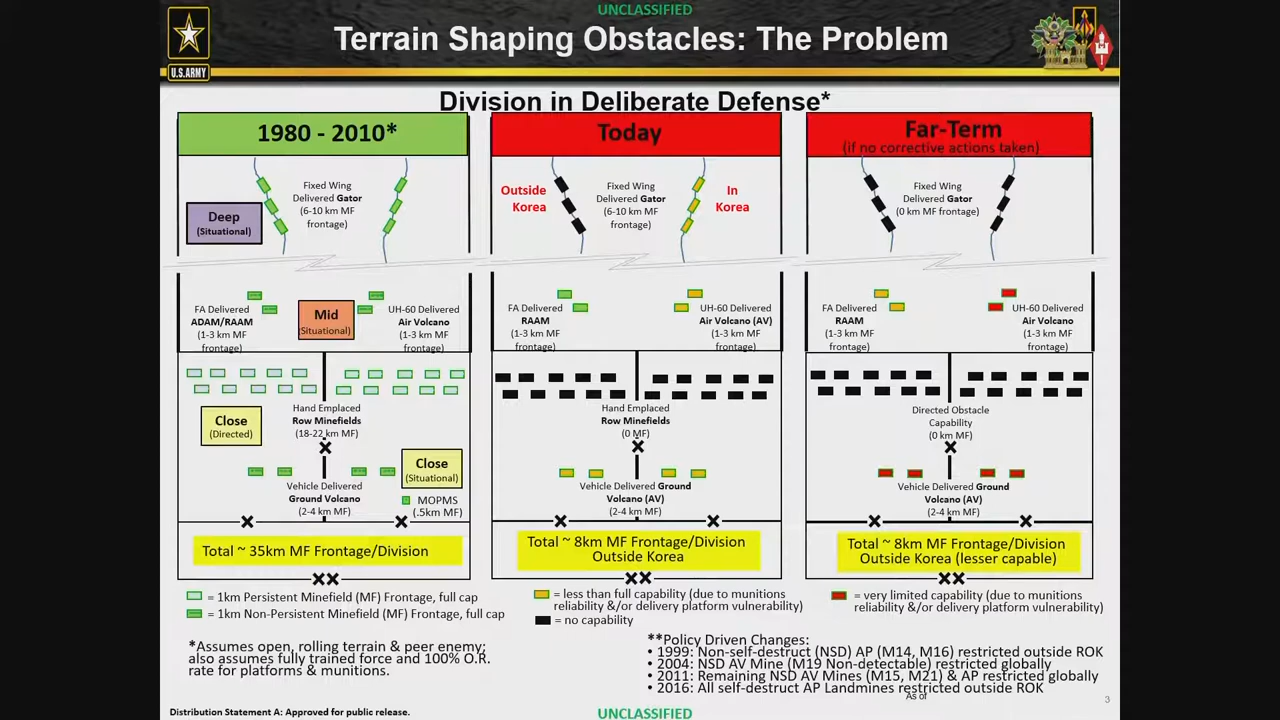 UNCLASSIFIED
Terrain Shaping Obstacles: The Problem
U.S.ARMY
Division in Deliberate Defense*
1980 - 2010*
Deep
(Situational)
Fixed Wing
Delivered Gator
(6-10 km MF
frontage)
FA Delivered
ADAM/RAAM
(1-3 km MF
frontage)
Mid
(Situational)
UH-60 Delivered
Air Volcano
(1-3 km MF
frontage)
Close
(Directed)
Hand Emplaced
Row Minefields
(18-22 km MF)
Close
(Situational)
Vehicle Delivered
Ground Volcano
(2-4 km MF)
MOPMS
(.5km MF)
Total ~ 35km MF Frontage/Division
Today
Outside
Korea
Fixed Wing
Delivered Gator
(6-10 km MF
frontage)
In
Korea
FA Delivered
RAAM
(1-3 km MF
frontage)
UH-60 Delivered
Air Volcano (AV)
(1-3 km MF
frontage)
Hand Emplaced
Row Minefields
(0 MF)
Vehicle Delivered Ground
Volcano (AV)
(2-4 km MF)
Total ~ 8km MF Frontage/Division
Outside Korea
Far-Term
(if no corrective actions taken)
Fixed Wing
Delivered Gator
(0 km MF frontage)
FA Delivered
RAAM
(1-3 km MF
frontage)
UH-60 Delivered
Air Volcano
(1-3 km MF
frontage)
Directed Obstacle
Capability
(0 km MF)
Vehicle Delivered Ground
Volcano (AV)
(2-4 km MF)
Total ~ 8km MF Frontage/Division
Outside Korea (lesser capable)
= 1km Persistent Minefield (MF) Frontage, full cap
= 1km Non-Persistent Minefield (MF) Frontage, full cap
= less than full capability (due to munitions
reliability &/or delivery platform vulnerability)
= no capability
= very limited capability (due to munitions
reliability &/or delivery platform vulnerability)
*Assumes open, rolling terrain & peer enemy;
also assumes fully trained force and 100% O.R.
rate for platforms & munitions.
**Policy Driven Changes:
• 1999: Non-self-destruct (NSD) AP (M14, M16) restricted outside ROK
• 2004: NSD AV Mine (M19 Non-detectable) restricted globally
• 2011: Remaining NSD AV Mines (M15, M21) & AP restricted globally
• 2016: All self-destruct AP Landmines restricted outside ROK
As of
3
Distribution Statement A: Approved for public release.
UNCLASSIFIED